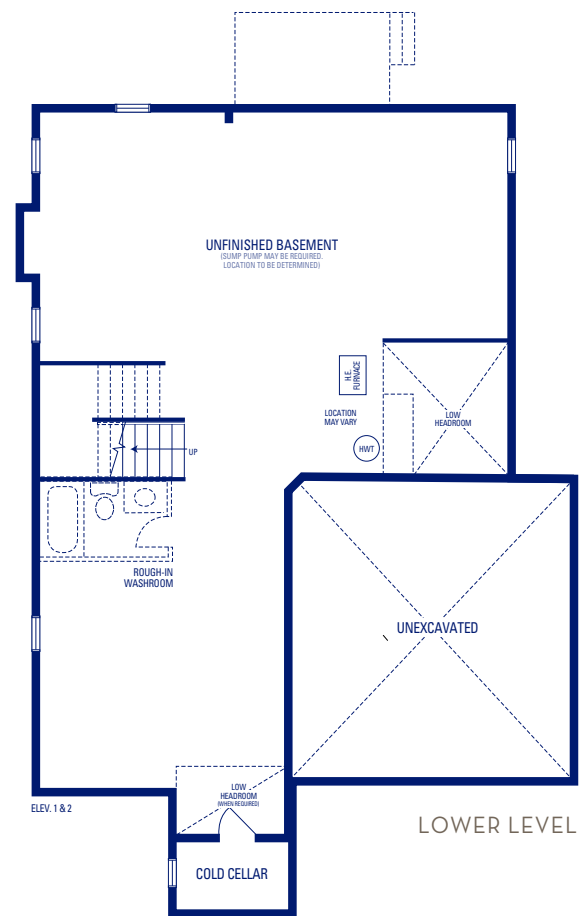 UNFINISHED BASEMENT
(SUMP PUMP MAY BE REQUIRED.
LOCATION TO BE DETERMINED)
H.E.
FURNACE
LOCATION
MAY VARY
LOW
HEADROOM
HWT
UP
ROUGH-IN
WASHROOM
UNEXCAVATED
LOW
HEADROOM
(WHEN REQUIRED)
ELEV. 1 & 2
LOWER LEVEL
COLD CELLAR